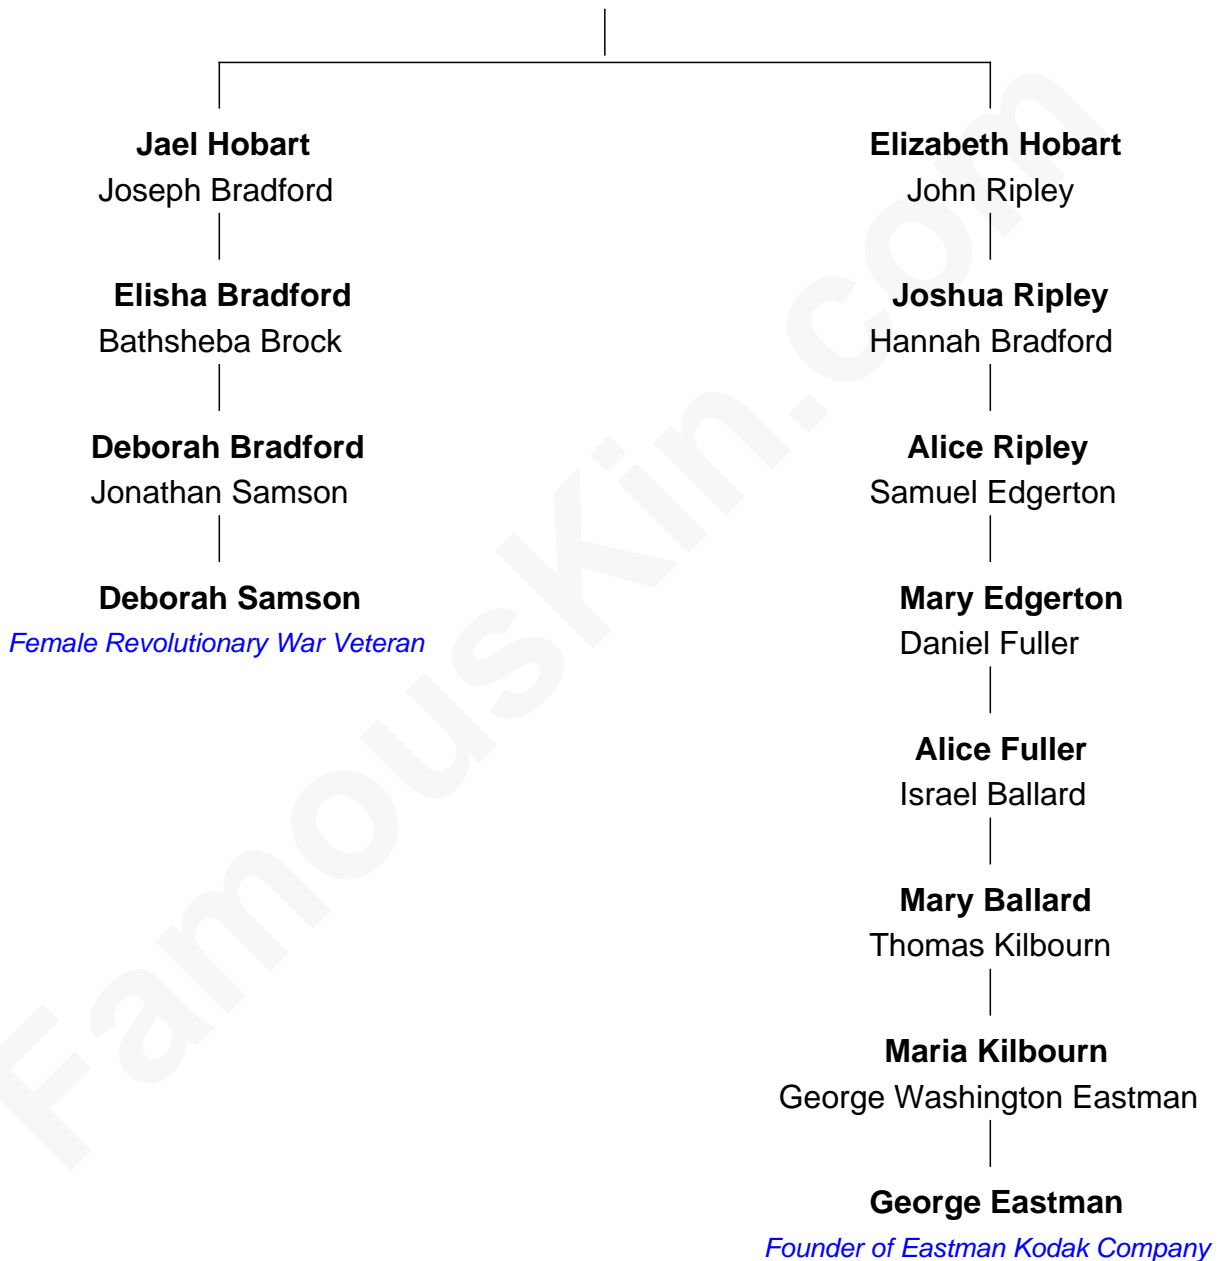 Jael Hobart
Joseph Bradford
Elisha Bradford
Bathsheba Brock
Deborah Bradford
Jonathan Samson
Deborah Samson
Female Revolutionary War Veteran
Elizabeth Hobart
John Ripley
Joshua Ripley
Hannah Bradford
Alice Ripley
Samuel Edgerton
Mary Edgerton
Daniel Fuller
Alice Fuller
Israel Ballard
Mary Ballard
Thomas Kilbourn
Maria Kilbourn
George Washington Eastman
George Eastman
Founder of Eastman Kodak Company
FamousKin.com